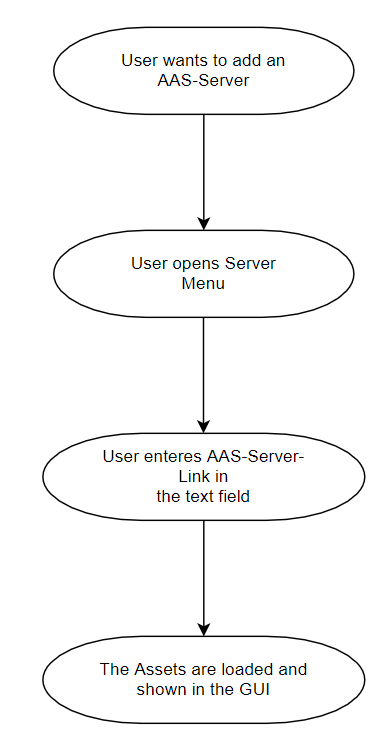 User wants to add an
AAS-Server
User opens Server
Menu
User enteres AAS-Server-
Link in
the text field
The Assets are loaded and
shown in the GUI